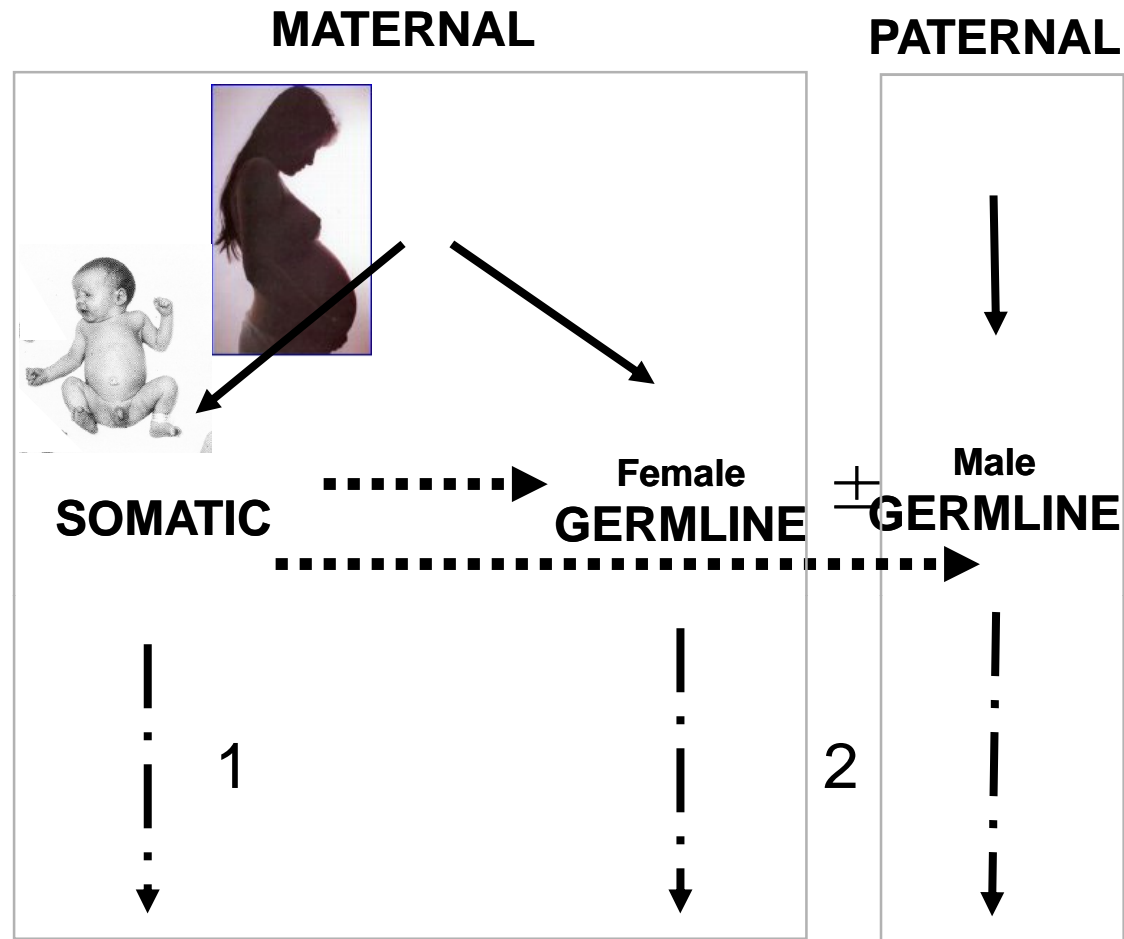 MATERNAL
PATERNAL
SOMATIC
Female
GERMLINE
±
Male
GERMLINE
1
2